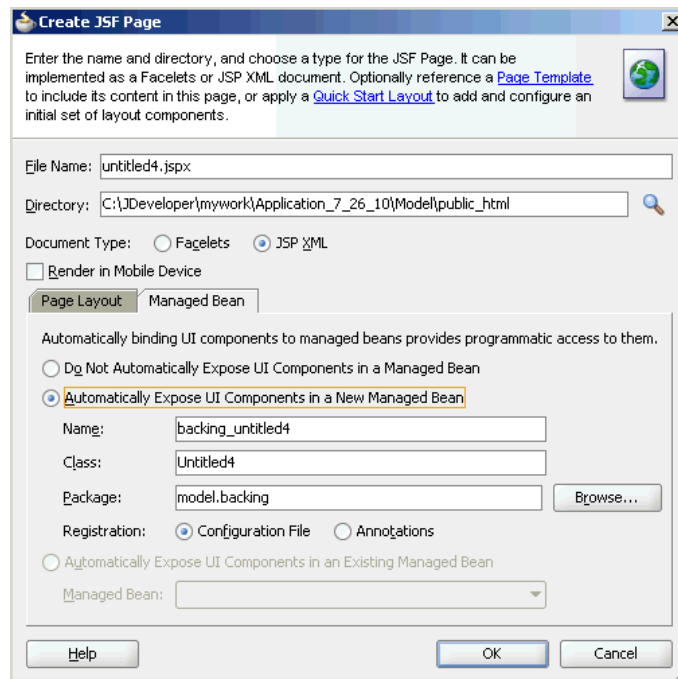 Create JSF Page
Enter the name and directory, and choose a type for the JSF Page. It can be
implemented as a Facelets or JSP XML document. Optionally reference a Page Template
to include its content in this page, or apply a Quick Start Layout to add and configure an
initial set of layout components.
File Name: untitled4.jspx
Directory: C:\JDeveloper\mywork\Application_7_26_10\Model\public_html
Document Type: Facelets JSP XML
Render in Mobile Device
Page Layout Managed Bean
Automatically binding UI components to managed beans provides programmatic access to them.
Do Not Automatically Expose UI Components in a Managed Bean
Automatically Expose UI Components in a New Managed Bean
Name: backing_untitled4
Class: Untitled4
Package: model.backing Browse...
Registration: Configuration File Annotations
Automatically Expose UI Components in an Existing Managed Bean
Managed Bean:
Help OK Cancel